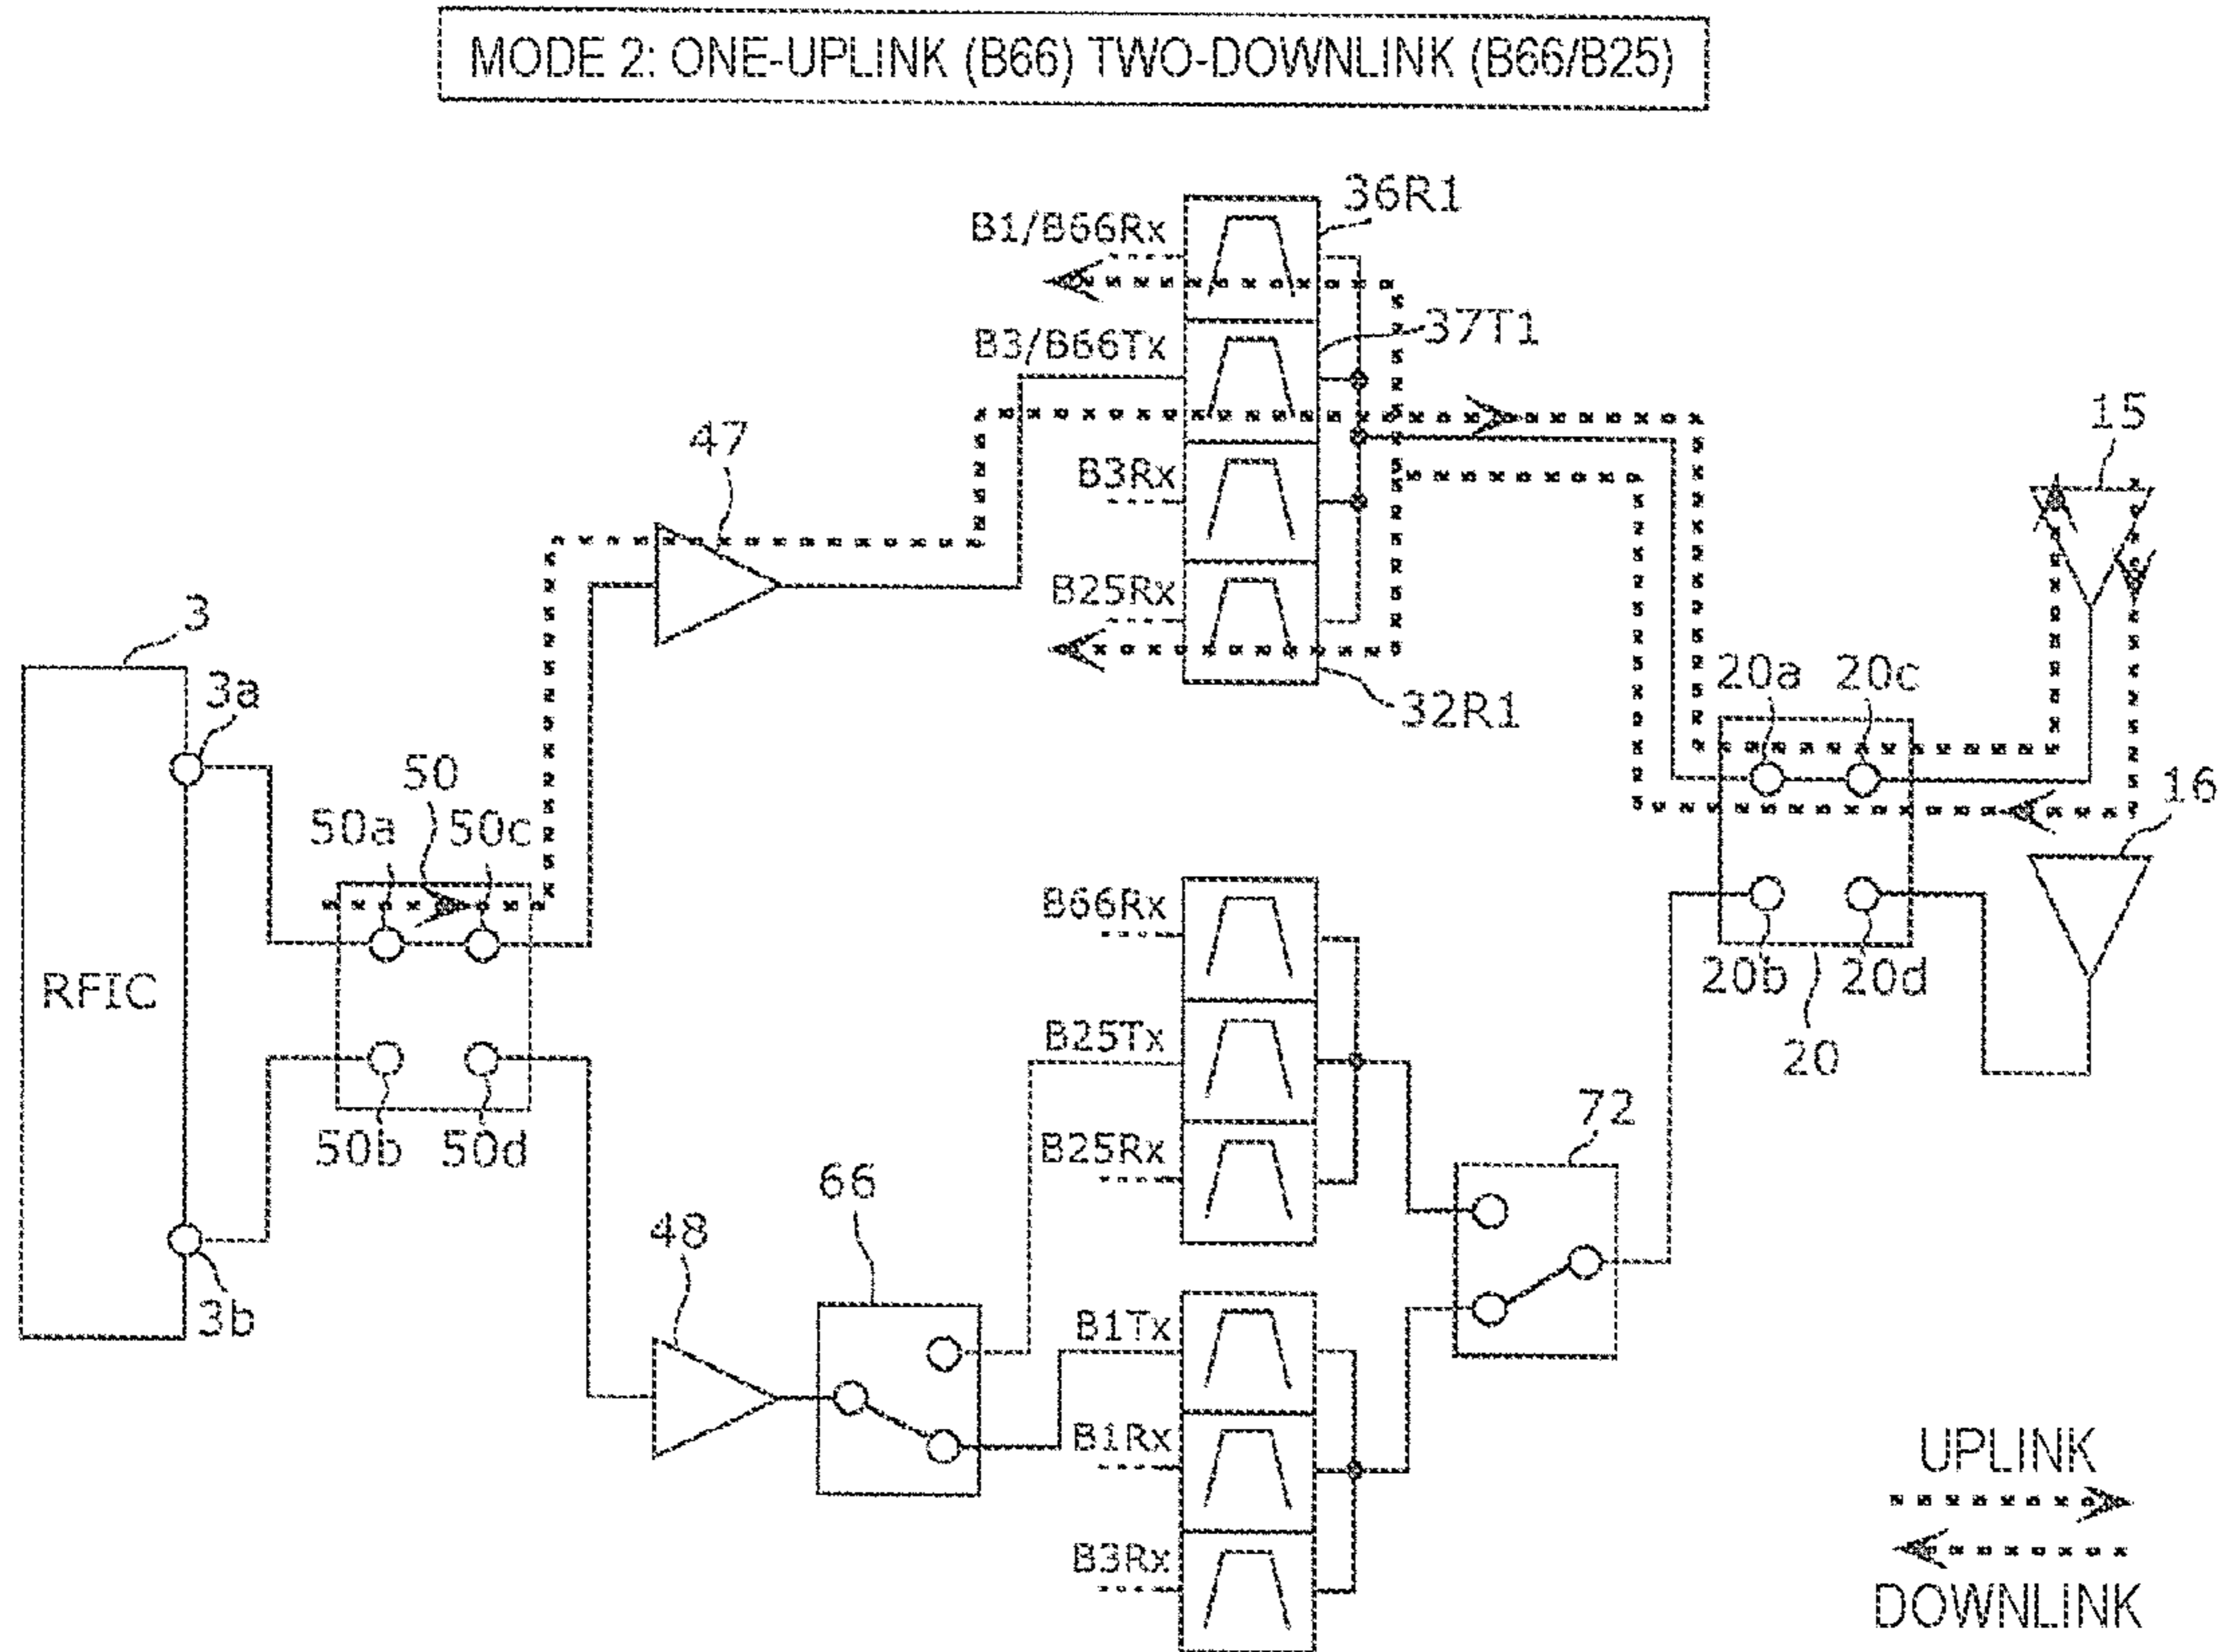 MODE 2: ONE-UPLINK (B66) TWO-DOWNLINK (B66/B25)
36R1
B1/B66Rx
37T1
B3/B66Tx
15
47
B3Rx
B25Rx
3
3a
32R1
20a 20c
50
50a 50c
16
B66Rx
RFIC
20b 20d
20
B25Tx
72
50b 50d
B25Rx
66
48
3b
B1Tx
B1Rx
UPLINK
B3Rx
DOWNLINK